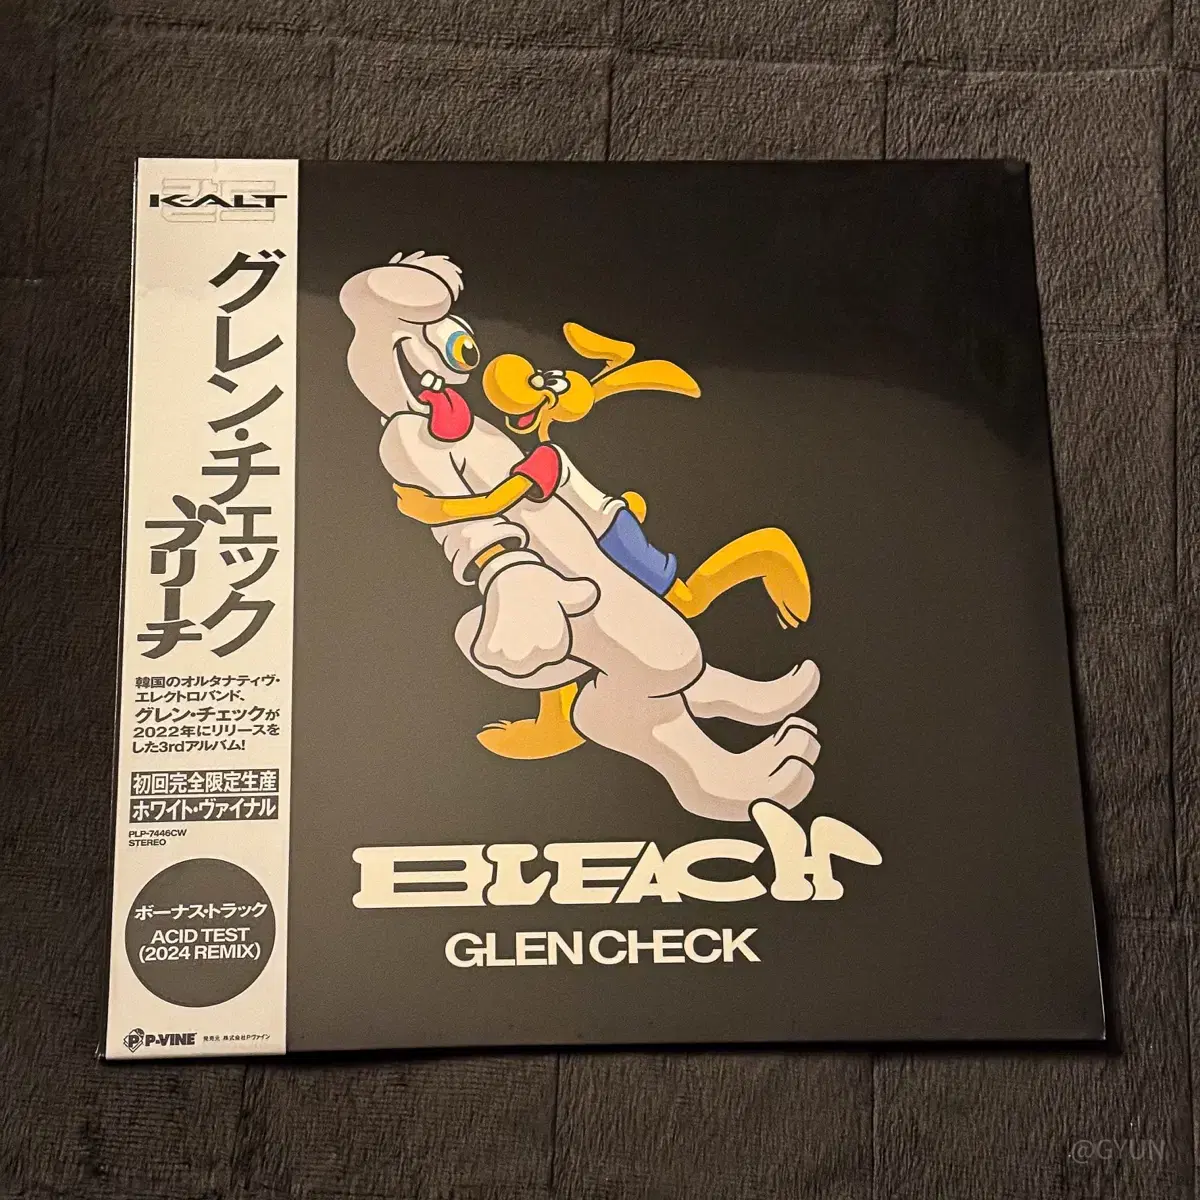 칸도
K-ALT
グレン・チェック
ブリーチ
韓国のオルタナティヴ・
エレクトロバンド、
グレン・チェックが
2022年にリリースを
した3rdアルバム!
初回完全限定生産
ホワイト・ヴァイナル
PLP-7446CW
STEREO
ボーナス・トラック
ACID TEST
(2024 REMIX)
P-VINE
発売元 株式会社Pヴァイン
BLEACH
GLEN CHECK
@GYUN